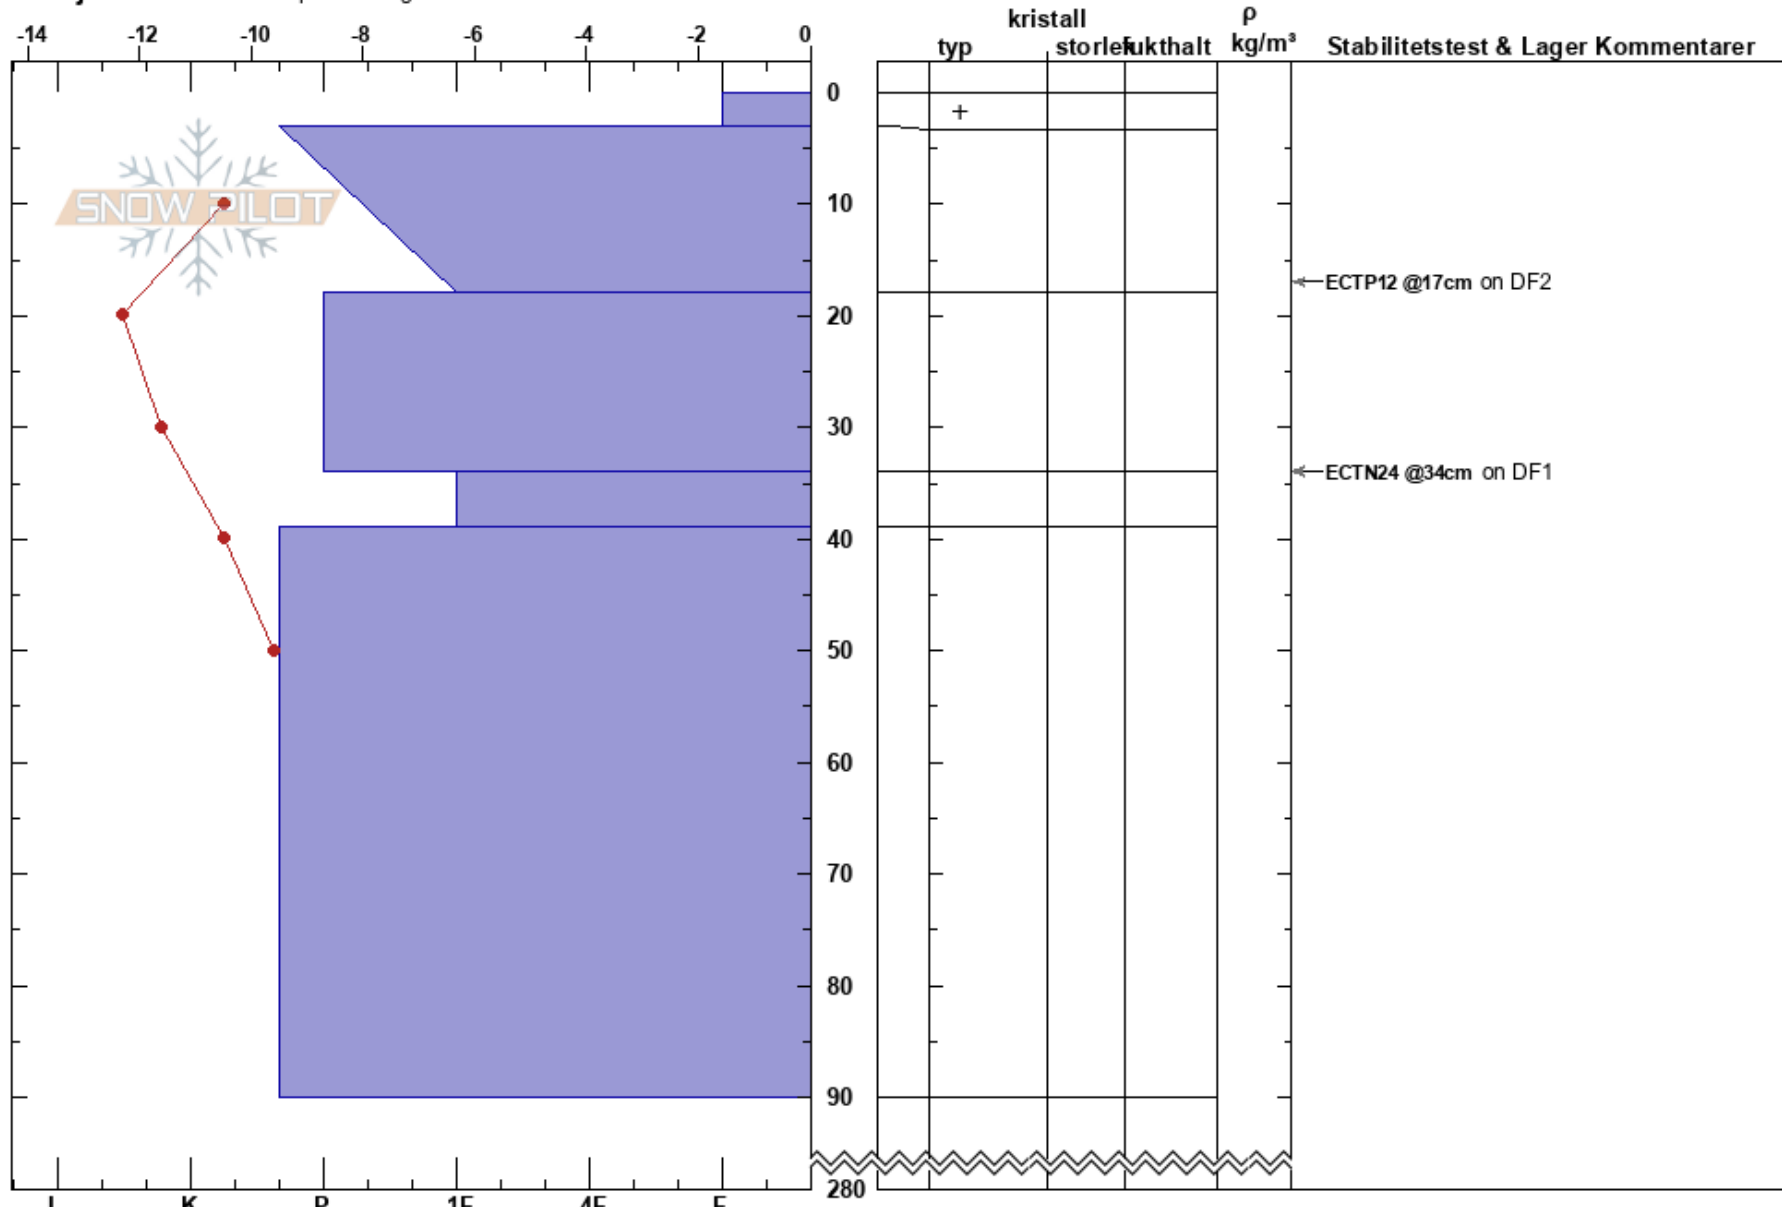 -14 -12 -10 -8 -6 -4 -2 0
kristall
typ storlek fukthalt
ρ
kg/m³
Stabilitetstest & Lager Kommentarer
SNOW PILOT
0
+
10
ECTP12 @17cm on DF2
20
30
ECTN24 @34cm on DF1
40
50
60
70
80
90
280
I K P 1F 4F F